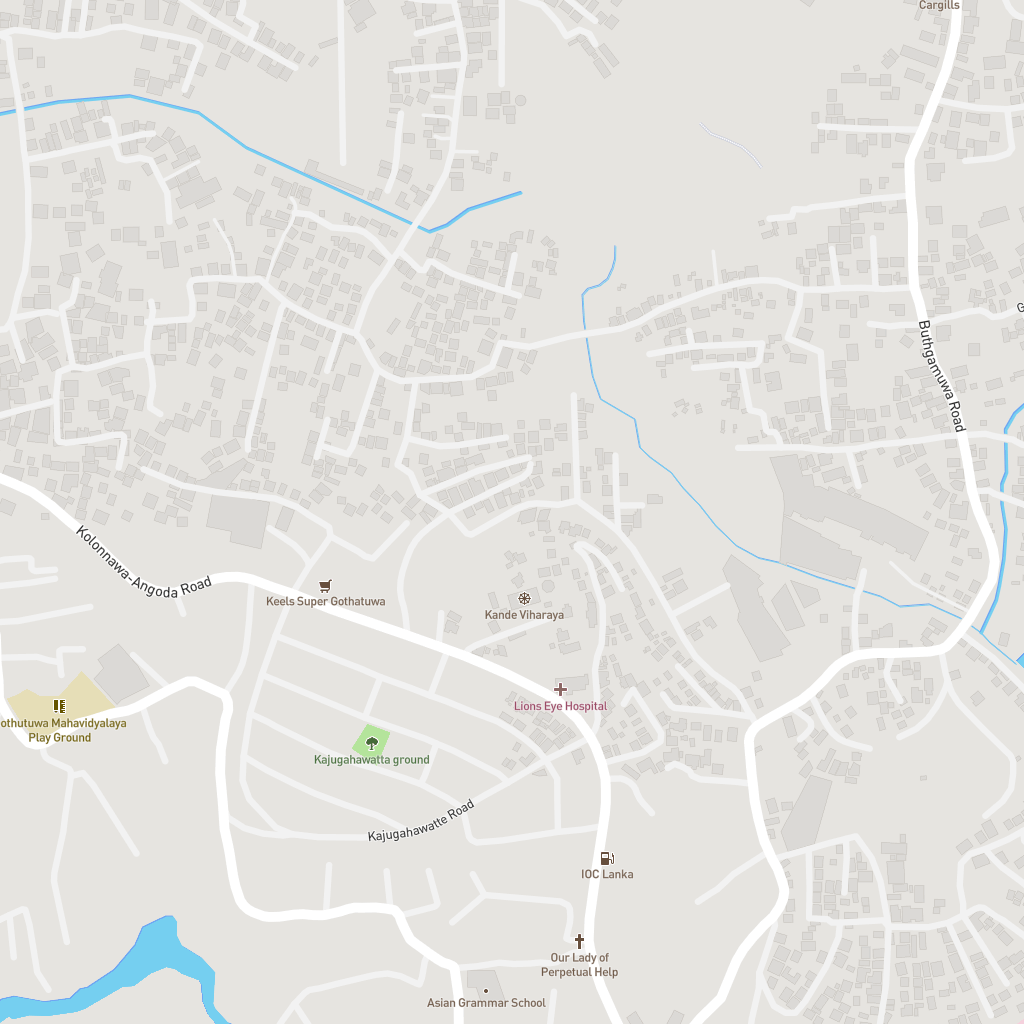 Cargills
Buthgamuwa Road
G
Kolonnawa-Angoda Road
Keels Super Gothatuwa
Kande Viharaya
Lions Eye Hospital
othutuwa Mahavidyalaya
Play Ground
Kajugahawatta ground
Kajugahawatte Road
IOC Lanka
Our Lady of
Perpetual Help
Asian Grammar School